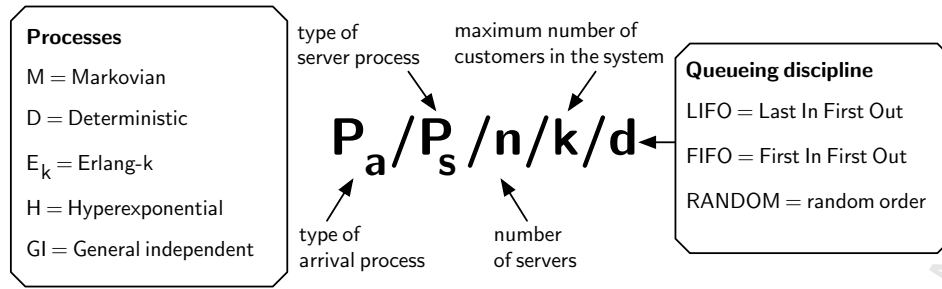 Processes
M = Markovian
D = Deterministic
E_k = Erlang-k
H = Hyperexponential
GI = General independent
type of
server process
maximum number of
customers in the system
P_a/P_s/n/k/d
type of
arrival process
number
of servers
Queueing discipline
LIFO = Last In First Out
FIFO = First In First Out
RANDOM = random order